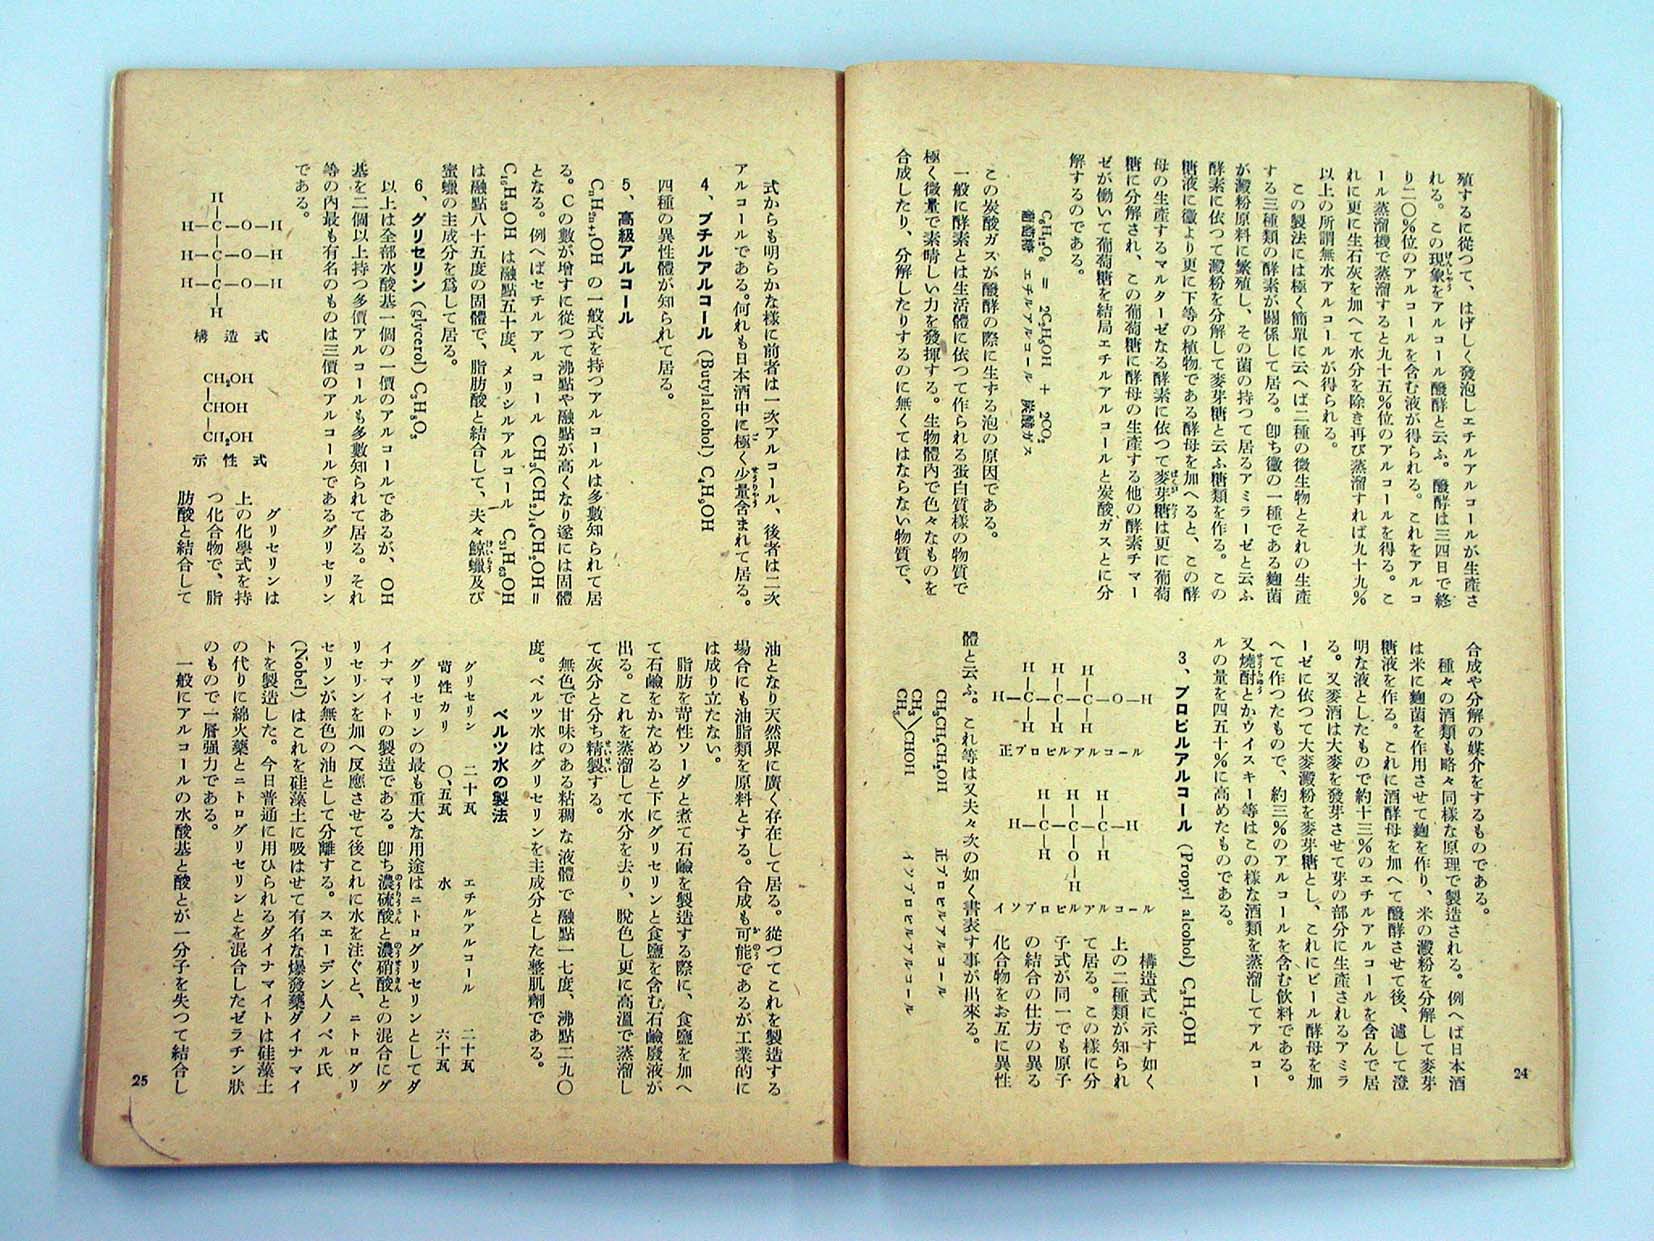 殖するに從つて、はげしく發泡しエチルアルコールが生産さ
れる。この現象をアルコール醱酵と云ふ。醱酵は三四日で終
り二〇%位のアルコールを含む液が得られる。これをアルコ
ール蒸溜機で蒸溜すると九十五%位のアルコールを得る。こ
れに更に生石灰を加へて水分を除き再び蒸溜すれば九十九%
以上の所謂無水アルコールが得られる。
この製法には極く簡單に云へば二種の微生物とそれの生產
する三種類の酵素が關係して居る。卽ち黴の一種である麹菌
が澱粉原料に繁殖し、その菌の持つて居るアミラーゼと云ふ
酵素に依つて澱粉を分解して麥芽糖と云ふ糖類を作る。この
糖液に黴より更に下等の植物である酵母を加へると、この酵
母の生產するマルターゼなる酵素に依つて麥芽糖は更に葡萄
糖に分解され、この葡萄糖に酵母の生產する他の酵素チマー
ゼが働いて葡萄糖を結局エチルアルコールと炭酸ガスとに分
解するのである。
C₆H₁₂O₆ = 2C₂H₅OH + 2CO₂
葡萄糖 エチルアルコール 炭酸ガス
この炭酸ガスが醱酵の際に生ずる泡の原因である。
一般に酵素とは生活體に依つて作られる蛋白質樣の物質で
極く微量で素晴しい力を發揮する。生物體內で色々なものを
合成したり、分解したりするのに無くてはならない物質で、
合成や分解の媒介をするものである。
種々の酒類も略々同樣な原理で製造される。例へば日本酒
は米に麹菌を作用させて麹を作り、米の澱粉を分解して麥芽
糖液を作る。これに酒酵母を加へて醱酵させて後、濾して澄
明な液としたもので約十三%のエチルアルコールを含んで居
る。又麥酒は大麥を發芽させて芽の部分に生產されるアミラ
ーゼに依つて大麥澱粉を麥芽糖とし、これにビール酵母を加
へて作つたもので、約三%のアルコールを含む飮料である。
又燒酎とかウイスキー等はこの樣な酒類を蒸溜してアルコー
ルの量を四五十%に高めたものである。
3、プロピルアルコール (Propyl alcohol) C₃H₇OH
H H H
H—C—C—C—O—H
H H H
正プロピルアルコール
H H H
H—C—C—C—H
H O H
H
イソプロピルアルコール
構造式に示す如く
上の二種類が知られ
て居る。この樣に分
子式が同一でも原子
の結合の仕方の異る
化合物をお互に異性
體と云ふ。これ等は又夫々次の如く書表す事が出來る。
CH₃CH₂CH₂OH 正プロピルアルコール
CH₃
CH₃>CHOH イソプロピルアルコール
24
式からも明らかな樣に前者は一次アルコール、後者は二次
アルコールである。何れも日本酒中に極く少量含まれて居る。
4、ブチルアルコール (Butylalcohol) C₄H₉OH
四種の異性體が知られて居る。
5、高級アルコール
CₙH₂ₙ₊₁OH の一般式を持つアルコールは多數知られて居
る。Cの數が增すに從つて沸點や融點が高くなり遂には固體
となる。例へばセチルアルコール CH₃(CH₂)₁₄CH₂OH=
C₁₆H₃₃OH は融點五十度、メリシルアルコール C₃₁H₆₃OH
は融點八十五度の固體で、脂肪酸と結合して、夫々鯨蠟及び
蜜蠟の主成分を爲して居る。
6、グリセリン (glycerol) C₃H₈O₃
以上は全部水酸基一個の一價のアルコールであるが、OH
基を二個以上持つ多價アルコールも多數知られて居る。それ
等の內最も有名のものは三價のアルコールであるグリセリン
である。
H
H—C—O—H
H—C—O—H
H—C—O—H
H
構造式
CH₂OH
CHOH
CH₂OH
示性式
グリセリンは
上の化學式を持
つ化合物で、脂
肪酸と結合して
油となり天然界に廣く存在して居る。從つてこれを製造する
場合にも油脂類を原料とする。合成も可能であるが工業的に
は成り立たない。
脂肪を苛性ソーダと煮て石鹼を製造する際に、食鹽を加へ
て石鹼をかためると下にグリセリンと食鹽を含む石鹼廢液が
出る。これを蒸溜して水分を去り、脫色し更に高溫で蒸溜し
て灰分と分ち精製する。
無色で甘味のある粘稠な液體で融點一七度、沸點二九〇
度。ベルツ水はグリセリンを主成分とした整肌劑である。
ベルツ水の製法
グリセリン 二十瓦 エチルアルコール 二十瓦
苛性カリ 〇、五瓦 水 六十瓦
グリセリンの最も重大な用途はニトログリセリンとしてダ
イナマイトの製造である。卽ち濃硫酸と濃硝酸との混合にグ
リセリンを加へ反應させて後これに水を注ぐと、ニトログリ
セリンが無色の油として分離する。スエーデン人ノベル氏
(Nobel) はこれを硅藻土に吸はせて有名な爆發藥ダイナマイ
トを製造した。今日普通に用ひられるダイナマイトは硅藻土
の代りに綿火藥とニトログリセリンとを混合したゼラチン狀
のもので一層强力である。
一般にアルコールの水酸基と酸とが一分子を失つて結合し
25